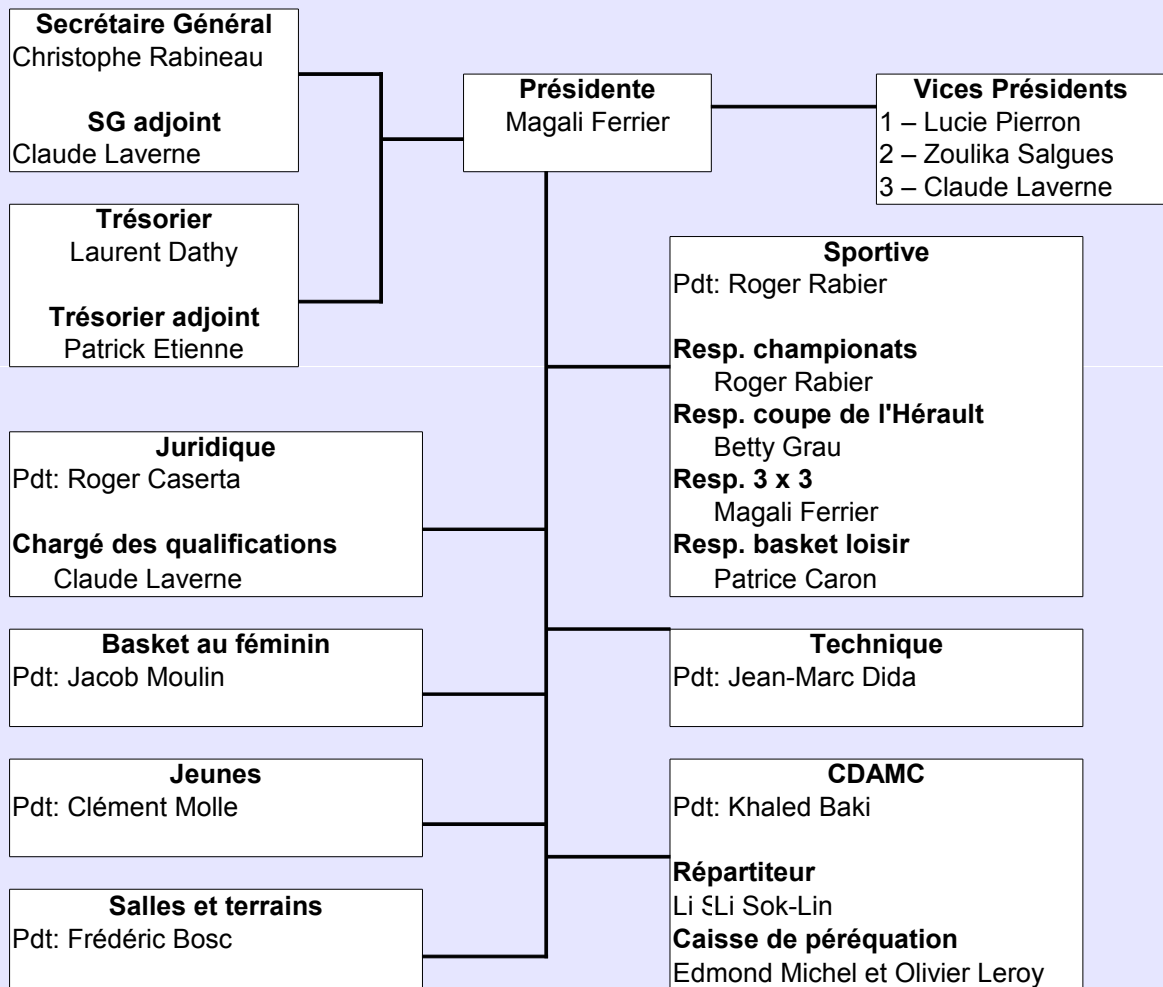 Secrétaire Général
Christophe Rabineau
SG adjoint
Claude Laverne
Présidente
Magali Ferrier
Vices Présidents
1 – Lucie Pierron
2 – Zoulika Salgues
3 – Claude Laverne
Trésorier
Laurent Dathy
Trésorier adjoint
Patrick Etienne
Sportive
Pdt: Roger Rabier
Resp. championats
Roger Rabier
Resp. coupe de l'Hérault
Betty Grau
Resp. 3 x 3
Magali Ferrier
Resp. basket loisir
Patrice Caron
Juridique
Pdt: Roger Caserta
Chargé des qualifications
Claude Laverne
Basket au féminin
Pdt: Jacob Moulin
Technique
Pdt: Jean-Marc Dida
Jeunes
Pdt: Clément Molle
CDAMC
Pdt: Khaled Baki
Répartiteur
Li SLi Sok-Lin
Caisse de péréquation
Edmond Michel et Olivier Leroy
Salles et terrains
Pdt: Frédéric Bosc